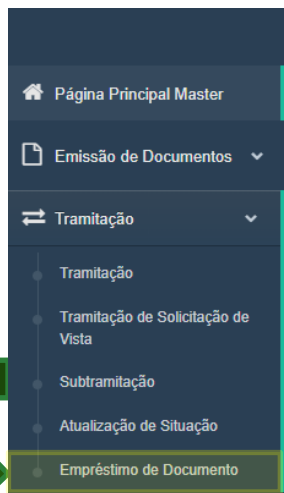 Página Principal Master
Emissão de Documentos
Tramitação
Tramitação
Tramitação de Solicitação de
Vista
Subtramitação
Atualização de Situação
Empréstimo de Documento